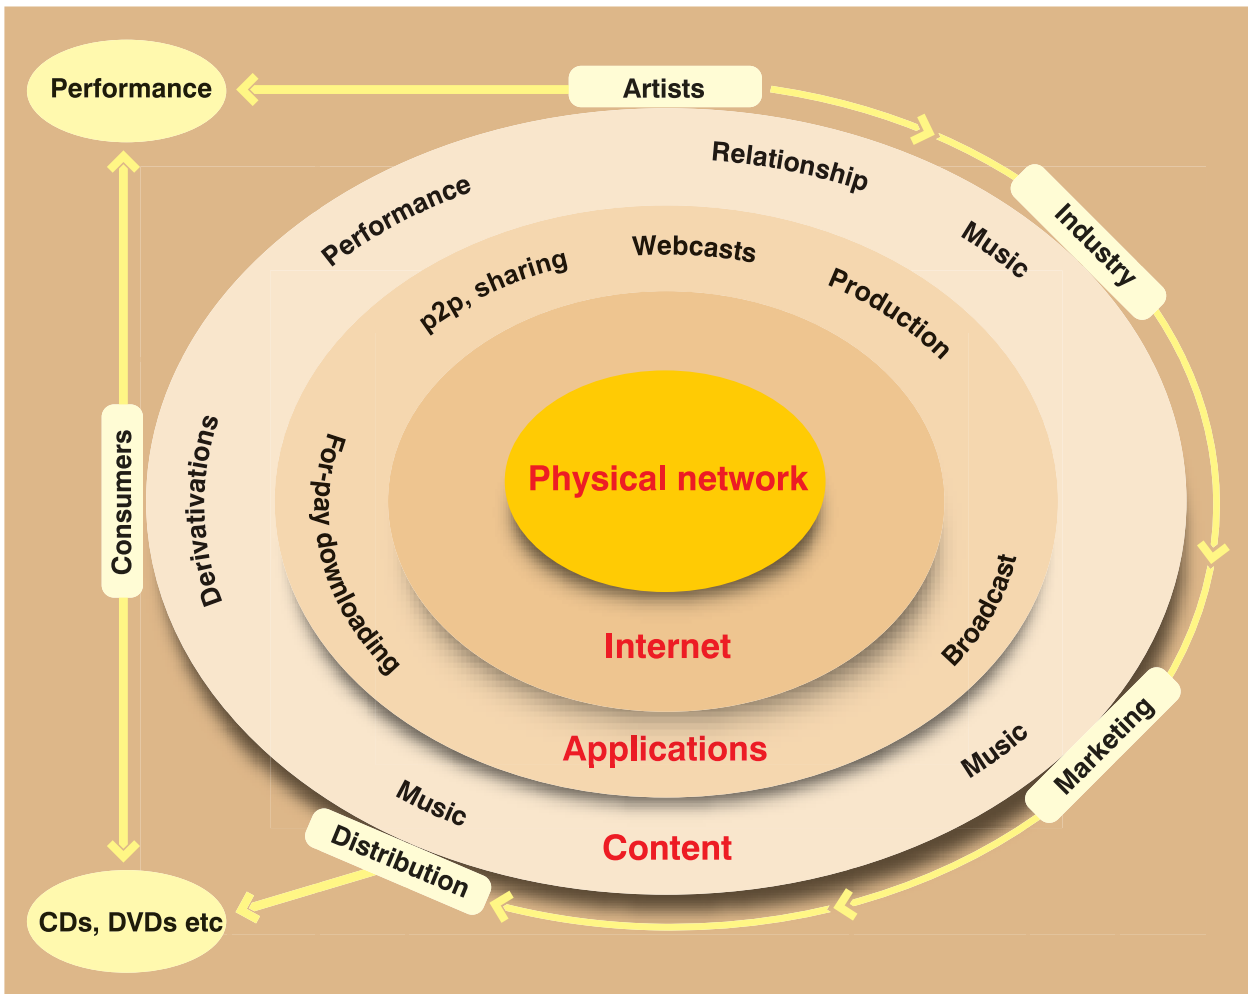 Performance
Artists
Relationship
Performance
Music
Industry
Webcasts
p2p, sharing
Production
Physical network
Consumers
Derivations
For-pay downloading
Broadcast
Internet
Applications
Music
Marketing
Music
Content
Distribution
CDs, DVDs etc